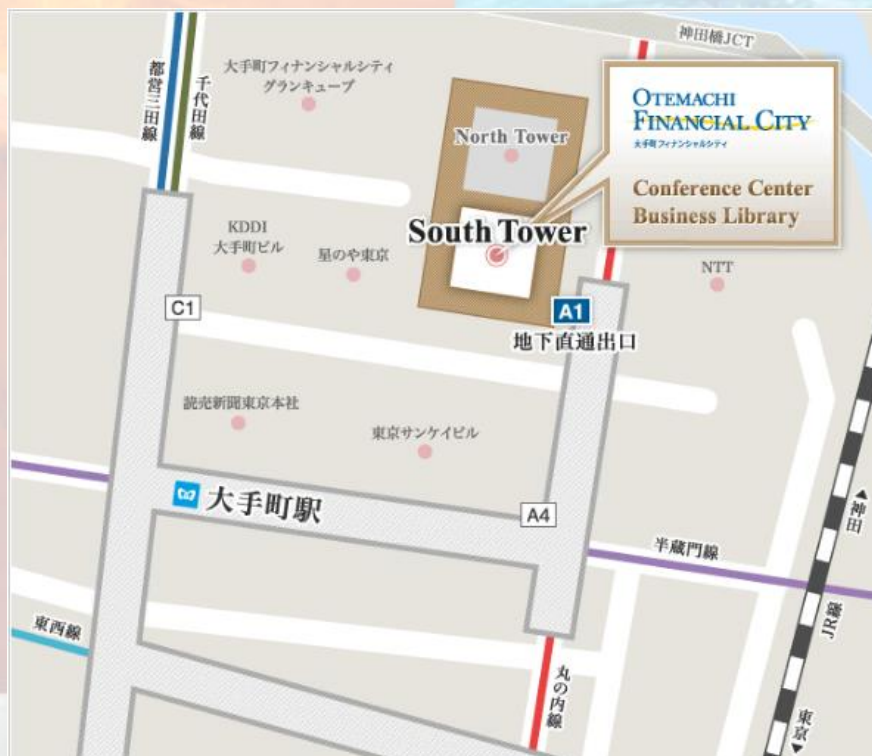 神田橋JCT
都営三田線
千代田線
大手町フィナンシャルシティ
グランキューブ
North Tower
OTEMACHI
FINANCIAL CITY
大手町フィナンシャルシティ
Conference Center
Business Library
South Tower
KDDI
大手町ビル
星のや東京
NTT
C1
A1
地下直通出口
読売新聞東京本社
東京サンケイビル
大手町駅
A4
半蔵門線
神田
JR線
東西線
丸の内線
東京